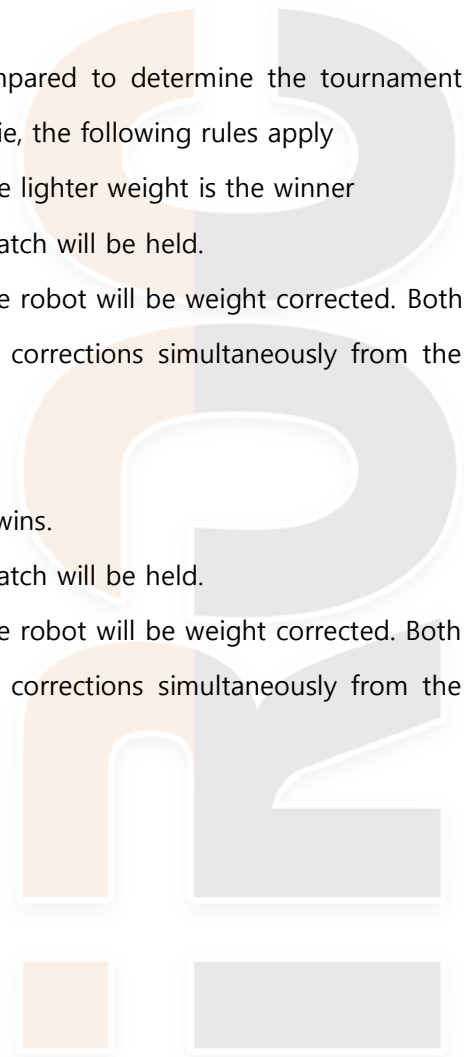 mpared to determine the tournament
ie, the following rules apply
e lighter weight is the winner
atch will be held.
e robot will be weight corrected. Both
corrections simultaneously from the
wins.
atch will be held.
e robot will be weight corrected. Both
corrections simultaneously from the